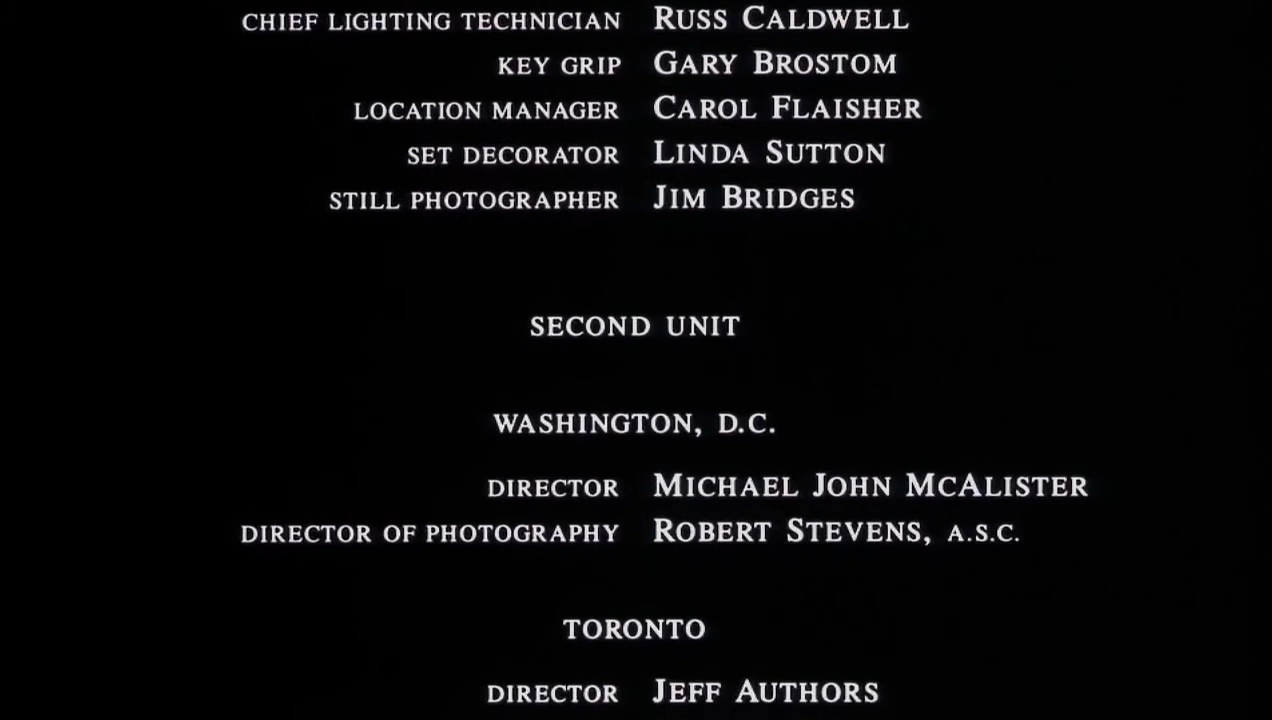 CHIEF LIGHTING TECHNICIAN RUSS CALDWELL
KEY GRIP GARY BROSTOM
LOCATION MANAGER CAROL FLAISHER
SET DECORATOR LINDA SUTTON
STILL PHOTOGRAPHER JIM BRIDGES
SECOND UNIT
WASHINGTON, D.C.
DIRECTOR MICHAEL JOHN MCALISTER
DIRECTOR OF PHOTOGRAPHY ROBERT STEVENS, A.S.C.
TORONTO
DIRECTOR JEFF AUTHORS